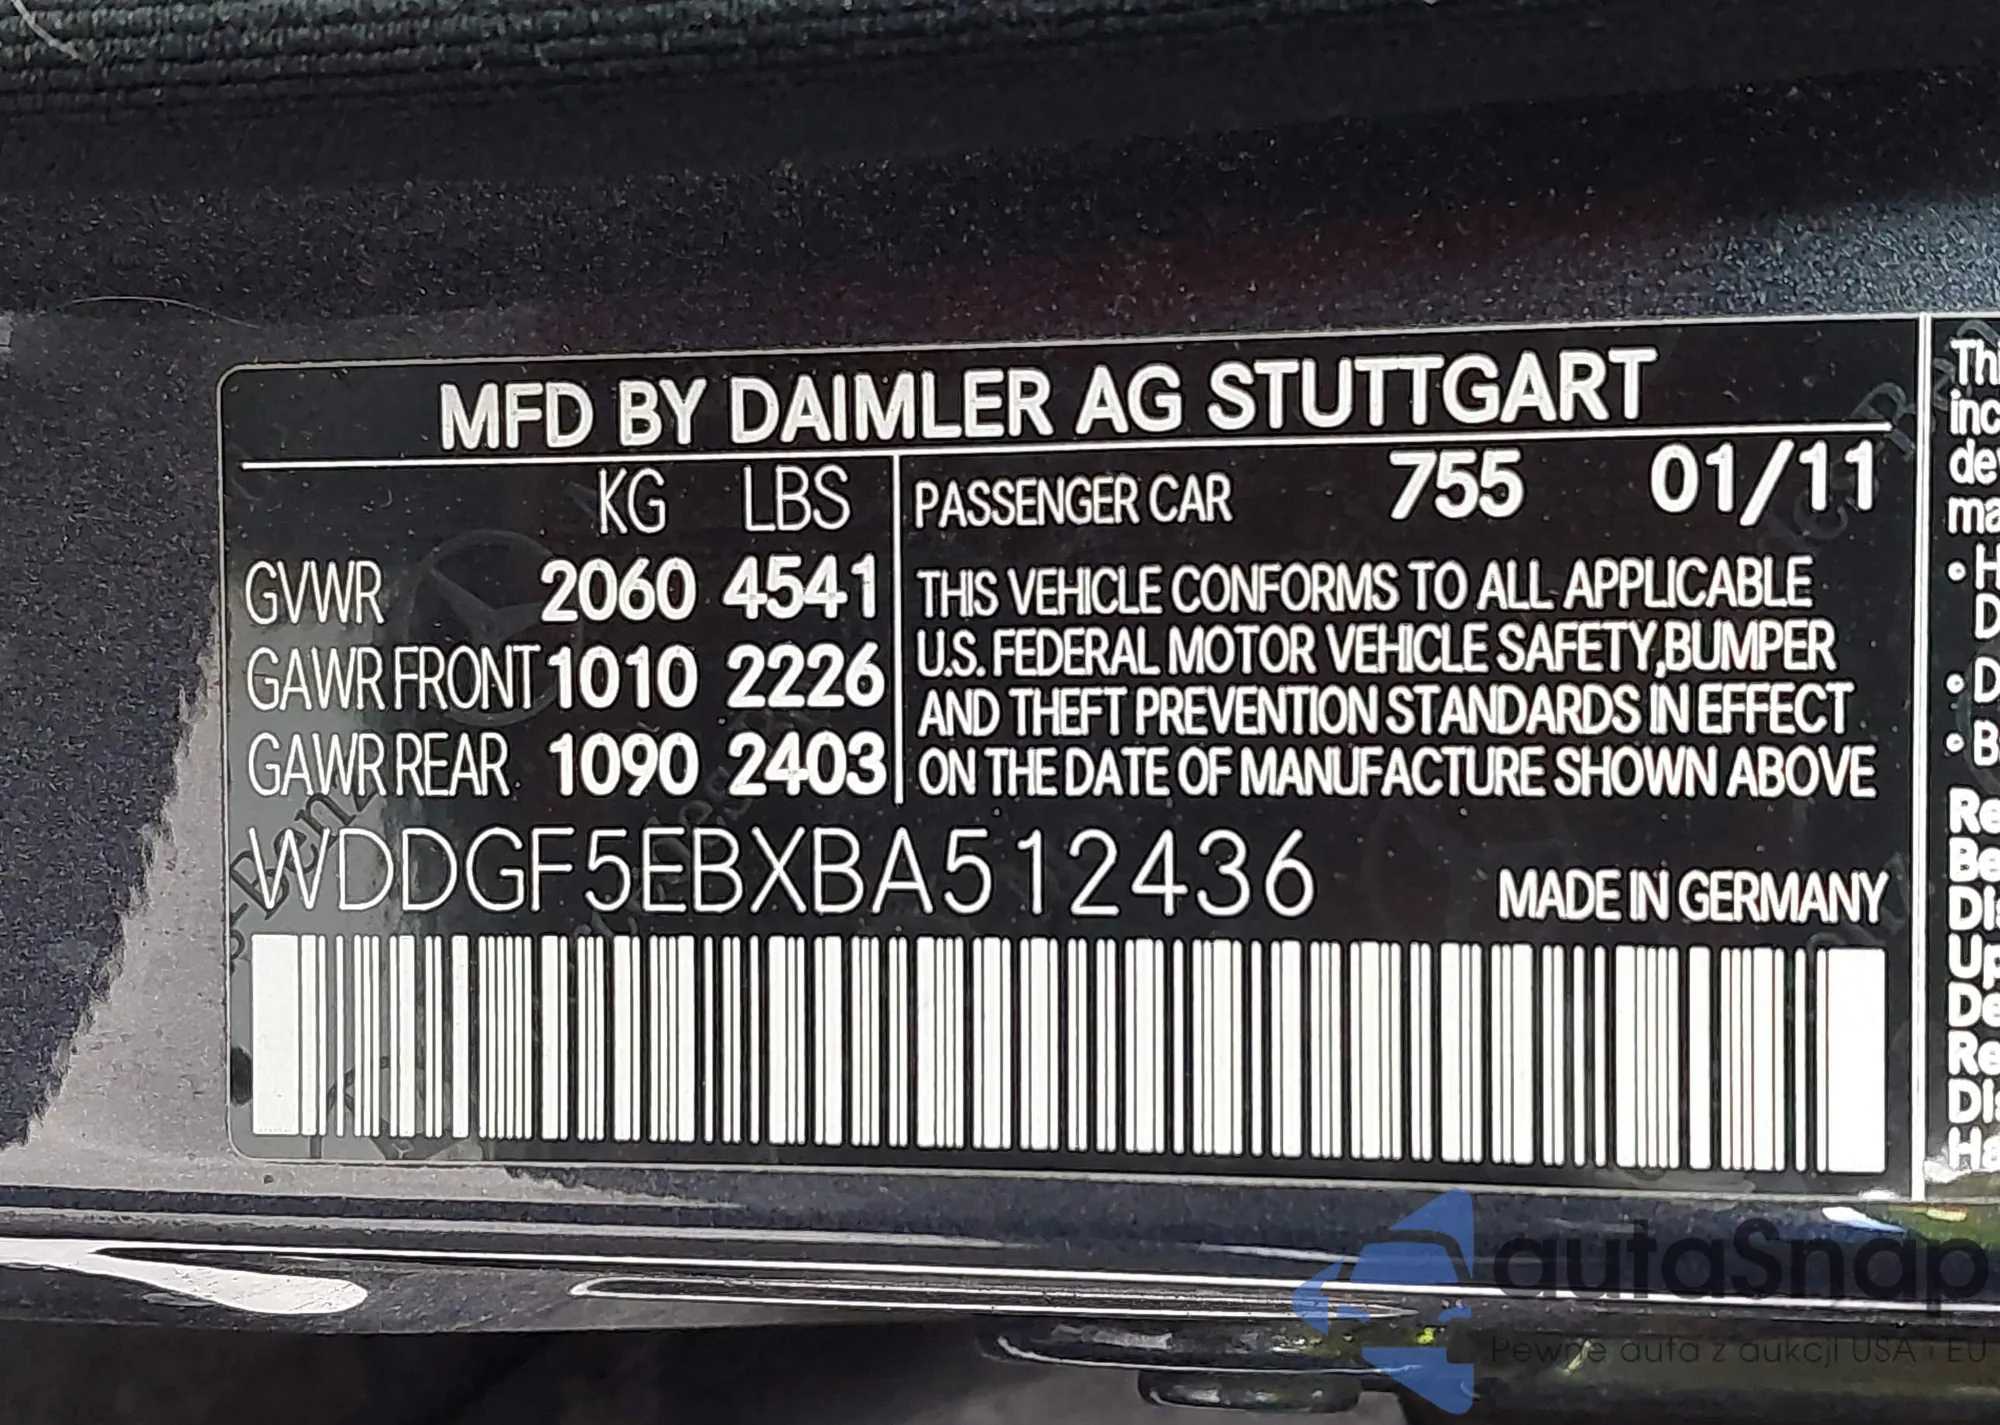 MFD BY DAIMLER AG STUTTGART
KG LBS
GVWR 2060 4541
GAWR FRONT 1010 2226
GAWR REAR 1090 2403
PASSENGER CAR 755 01/11
THIS VEHICLE CONFORMS TO ALL APPLICABLE
U.S. FEDERAL MOTOR VEHICLE SAFETY, BUMPER
AND THEFT PREVENTION STANDARDS IN EFFECT
ON THE DATE OF MANUFACTURE SHOWN ABOVE
WDDGF5EBXBA512436
MADE IN GERMANY
autaSnap
Pewne auta z aukcji USA i EU